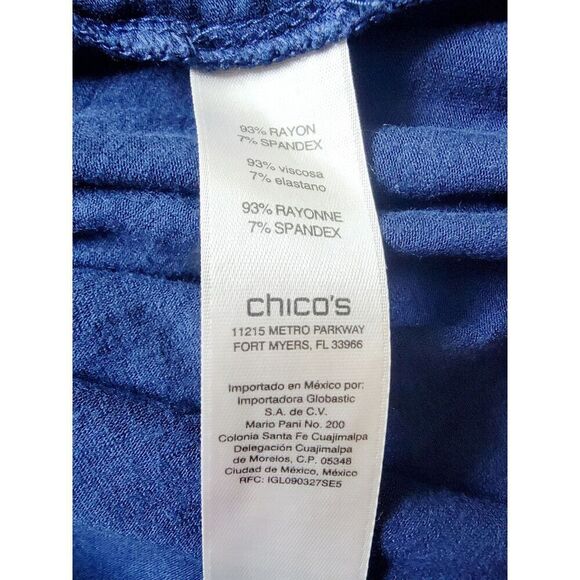 93% RAYON
7% SPANDEX
93% viscosa
7% elastano
93% RAYONNE
7% SPANDEX
chico's
11215 METRO PARKWAY
FORT MYERS, FL 33966
Importado en México por:
Importadora Globastic
S.A. de C.V.
Mario Pani No. 200
Colonia Santa Fe Cuajimalpa
Delegación Cuajimalpa
de Morelos, C.P. 05348
Ciudad de México, México
RFC: IGL090327SE5